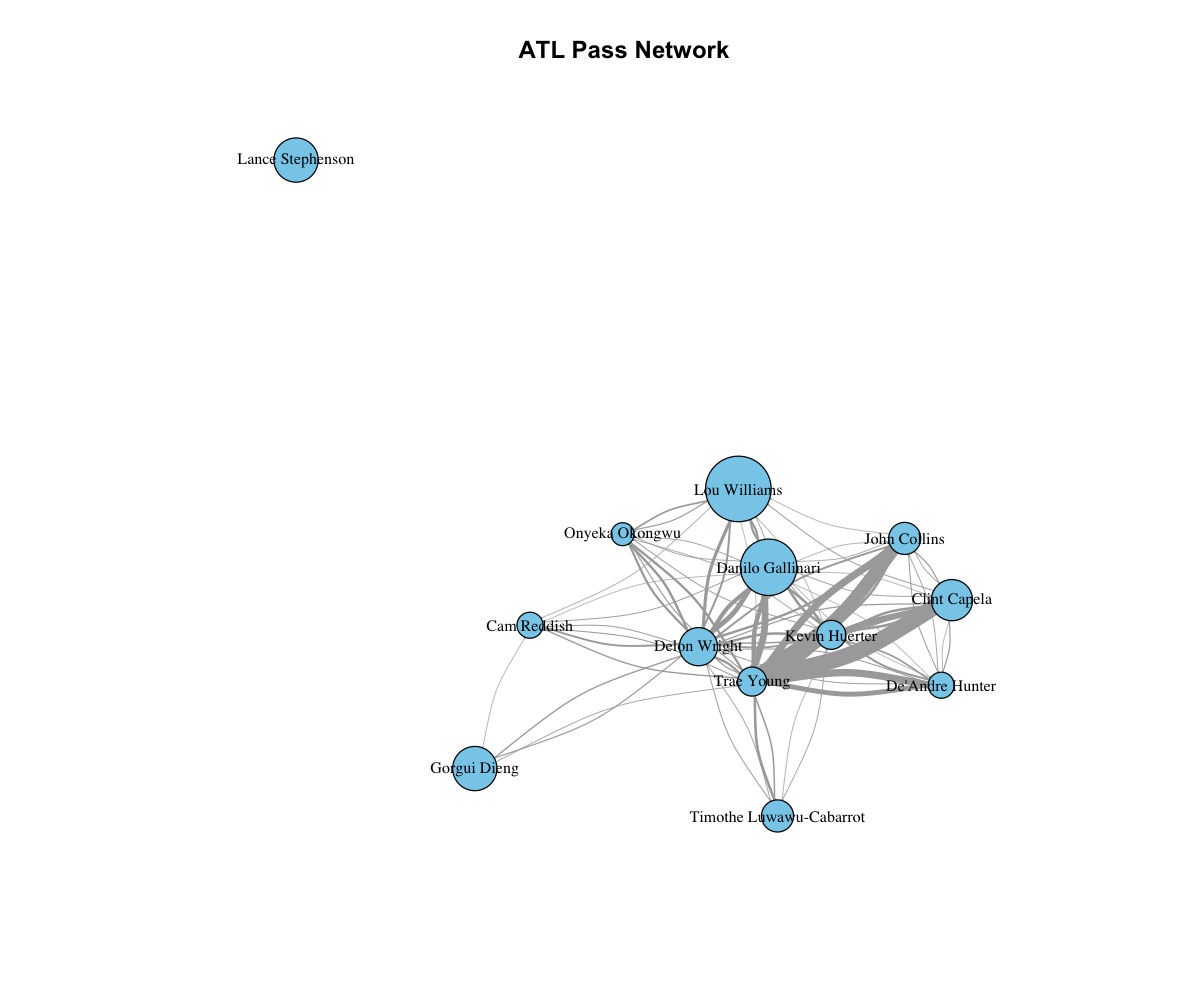 ATL Pass Network
Lance Stephenson
Lou Williams
Onyeka Okongwu
John Collins
Danilo Gallinari
Clint Capela
Cam Reddish
Kevin Huerter
Delon Wright
Trae Young
De'Andre Hunter
Gorgui Dieng
Timothe Luwawu-Cabarrot